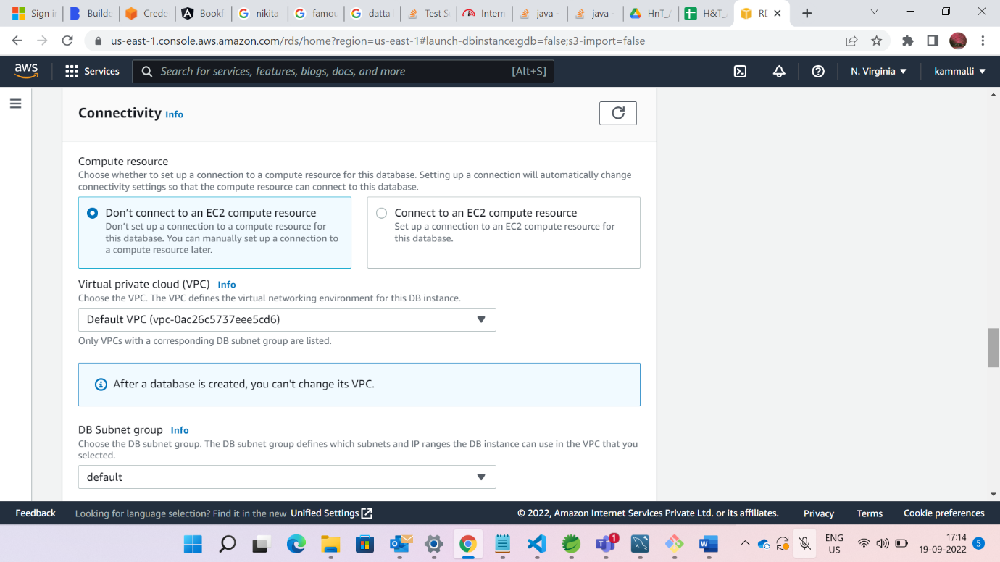 Sign i
Builde
Crede
Bookf
nikita
famou
datta
Test S
Intern
java -
java -
HnT_A
H&T_
RD
us-east-1.console.aws.amazon.com/rds/home?region=us-east-1#launch-dbinstance:gdb=false;s3-import=false
aws
Services
Search for services, features, blogs, docs, and more
[Alt+S]
N. Virginia
kammalli
Connectivity Info
Compute resource
Choose whether to set up a connection to a compute resource for this database. Setting up a connection will automatically change
connectivity settings so that the compute resource can connect to this database.
Don't connect to an EC2 compute resource
Don't set up a connection to a compute resource for
this database. You can manually set up a connection to
a compute resource later.
Connect to an EC2 compute resource
Set up a connection to an EC2 compute resource for
this database.
Virtual private cloud (VPC) Info
Choose the VPC. The VPC defines the virtual networking environment for this DB instance.
Default VPC (vpc-0ac26c5737eee5cd6)
Only VPCs with a corresponding DB subnet group are listed.
After a database is created, you can't change its VPC.
DB Subnet group Info
Choose the DB subnet group. The DB subnet group defines which subnets and IP ranges the DB instance can use in the VPC that you
selected.
default
Feedback
Looking for language selection? Find it in the new Unified Settings
© 2022, Amazon Internet Services Private Ltd. or its affiliates.
Privacy
Terms
Cookie preferences
1
ENG
US
17:14
19-09-2022
5